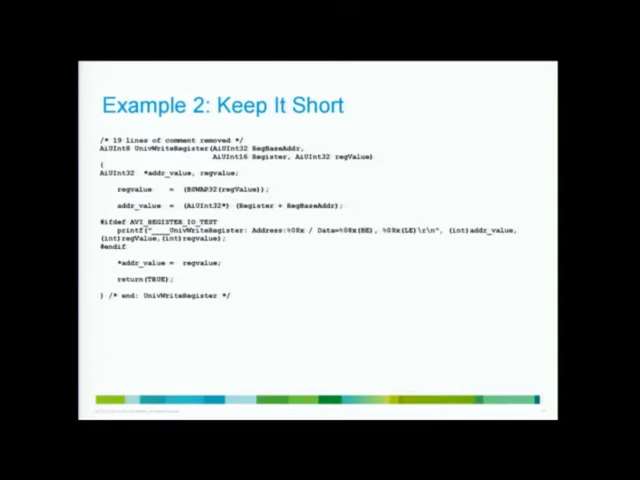 Example 2: Keep It Short
/* 19 lines of comment removed */
AiUInt8 UnivWriteRegister(AiUInt32 RegBaseAddr,
AiUInt16 Register, AiUInt32 regValue)
{
AiUInt32 *addr_value, regvalue;
regvalue = (BSWAP32(regValue));
addr_value = (AiUInt32*) (Register + RegBaseAddr);
#ifdef AVI_REGISTER_IO_TEST
printf("____UnivWriteRegister: Address:%08x / Data=%08x(BE), %08x(LE)\r\n", (int)addr_value,
(int)regValue,(int)regvalue);
#endif
*addr_value = regvalue;
return(TRUE);
} /* end: UnivWriteRegister */